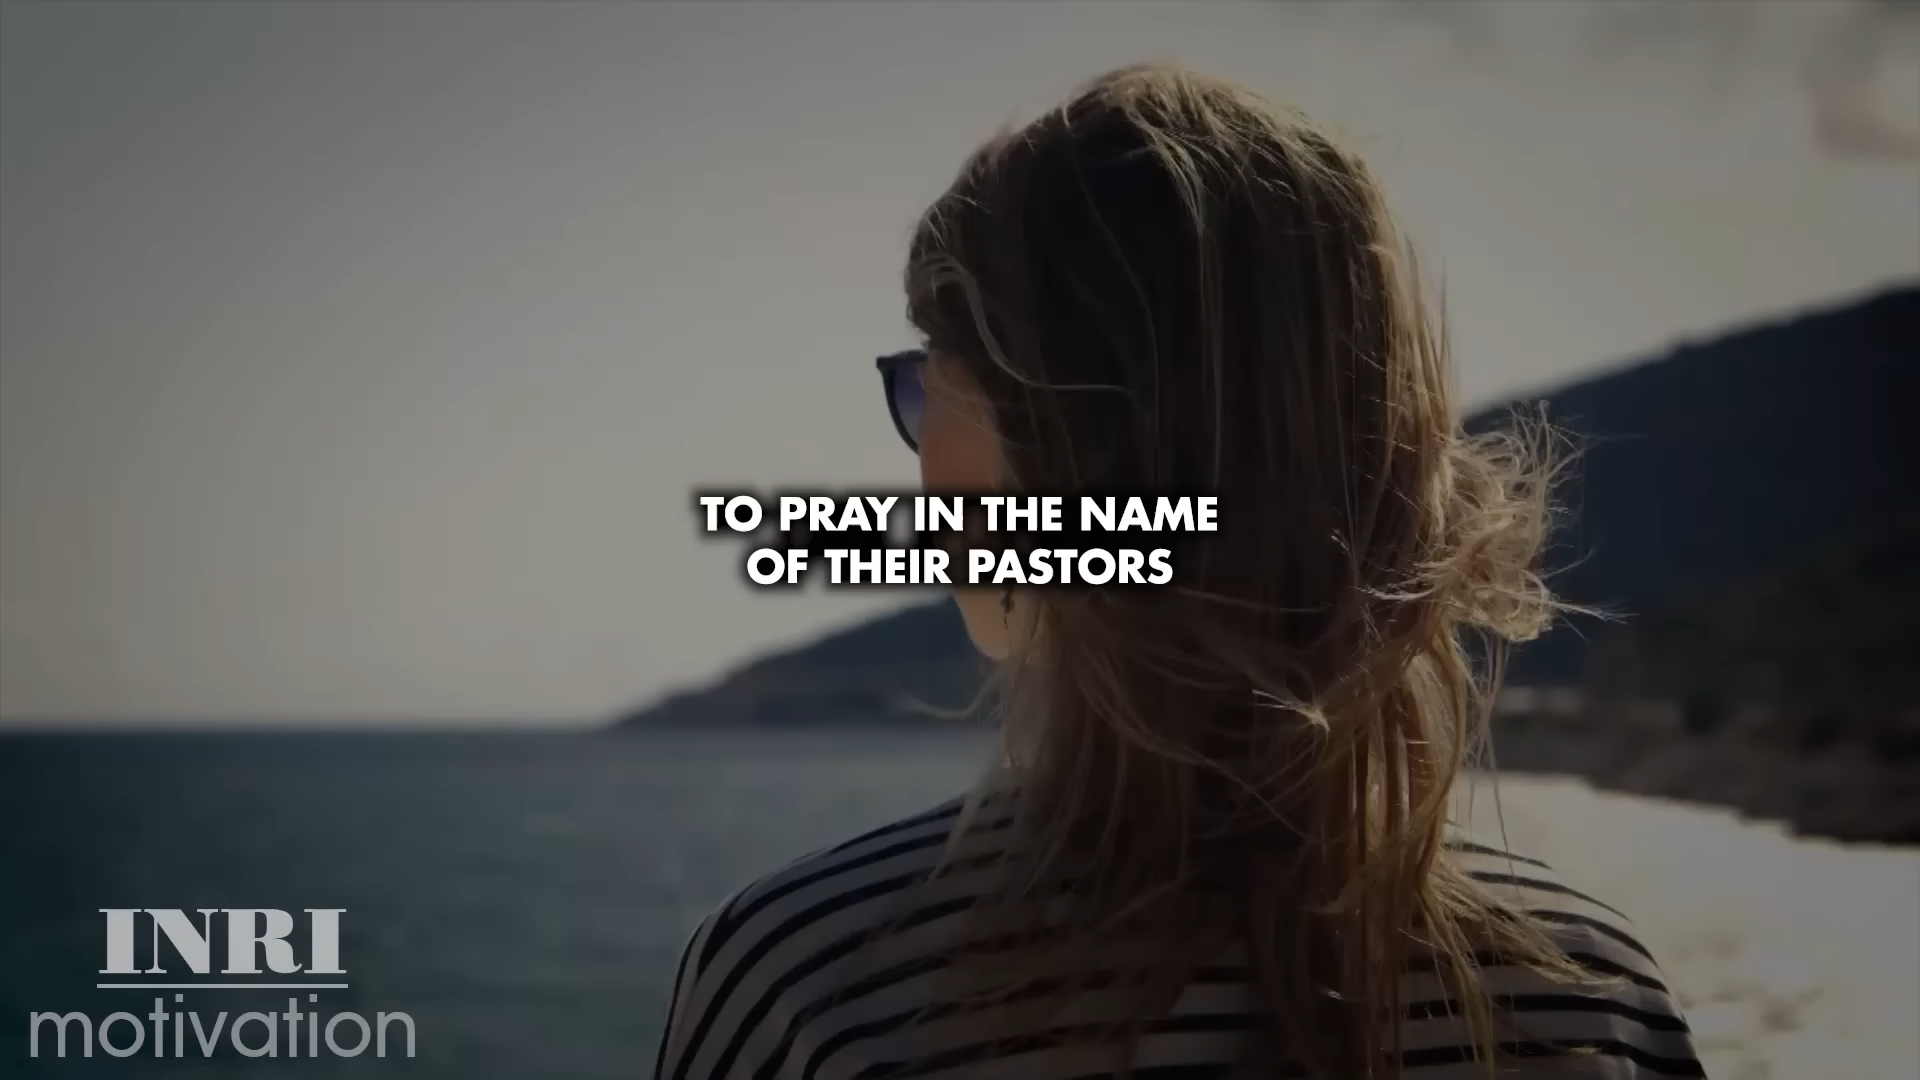 TO PRAY IN THE NAME
OF THEIR PASTORS
INRI
motivation